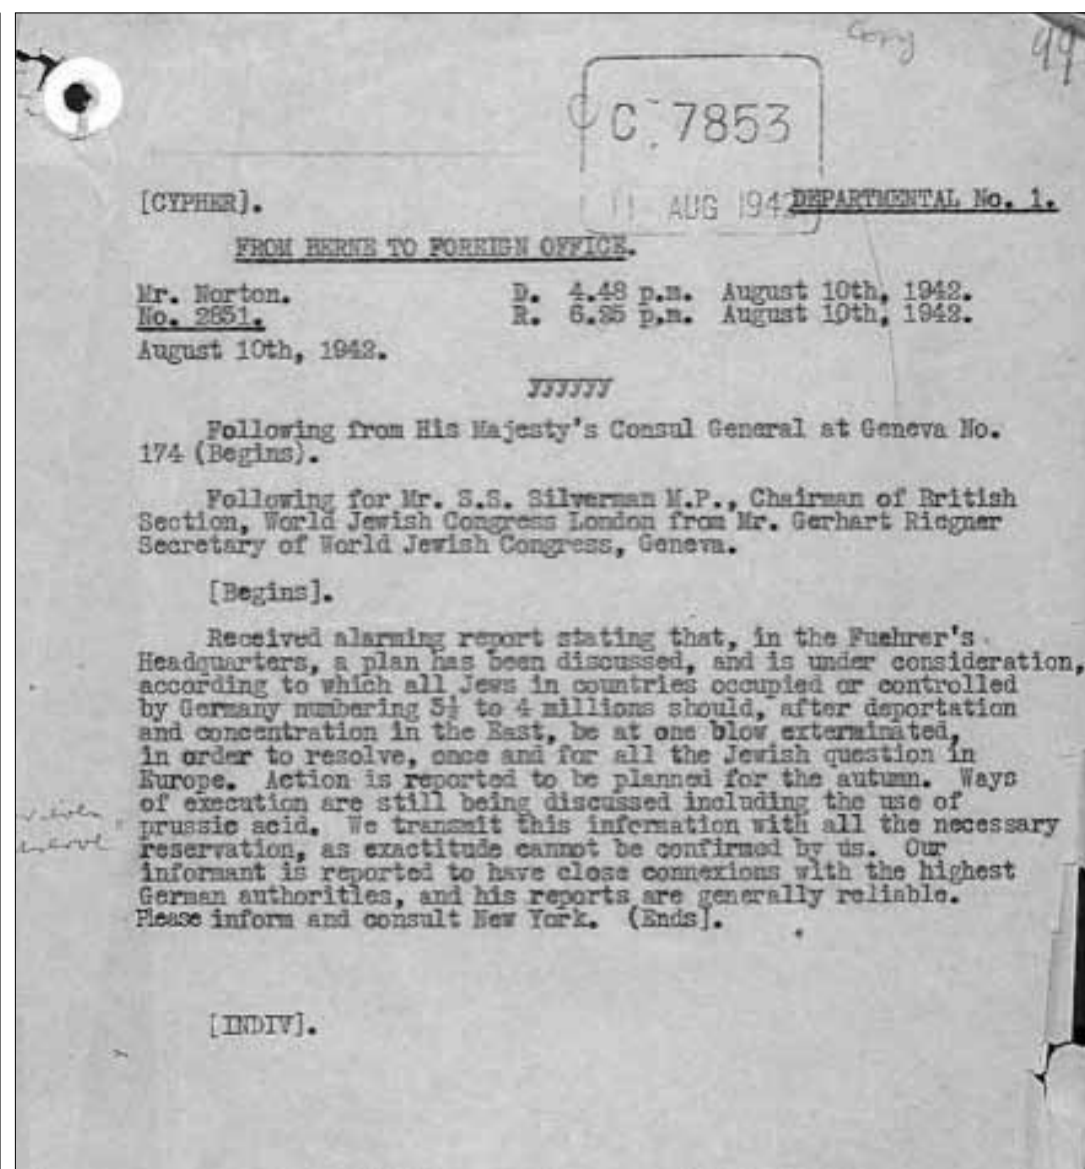 Copy
99
C 7853
11 AUG 1942
[CYPHER]. DEPARTMENTAL No. 1.
FROM BERNE TO FOREIGN OFFICE.
Mr. Norton. D. 4.48 p.m. August 10th, 1942.
No. 2851. R. 6.25 p.m. August 10th, 1942.
August 10th, 1942.
yyyyyy
Following from His Majesty's Consul General at Geneva No.
174 (Begins).
Following for Mr. S.S. Silverman M.P., Chairman of British
Section, World Jewish Congress London from Mr. Gerhart Riegner
Secretary of World Jewish Congress, Geneva.
[Begins].
Received alarming report stating that, in the Fuehrer's
Headquarters, a plan has been discussed, and is under consideration,
according to which all Jews in countries occupied or controlled
by Germany numbering 3½ to 4 millions should, after deportation
and concentration in the East, be at one blow exterminated,
in order to resolve, once and for all the Jewish question in
Europe. Action is reported to be planned for the autumn. Ways
of execution are still being discussed including the use of
prussic acid. We transmit this information with all the necessary
reservation, as exactitude cannot be confirmed by us. Our
informant is reported to have close connexions with the highest
German authorities, and his reports are generally reliable.
Please inform and consult New York. (Ends].
[INDIV].